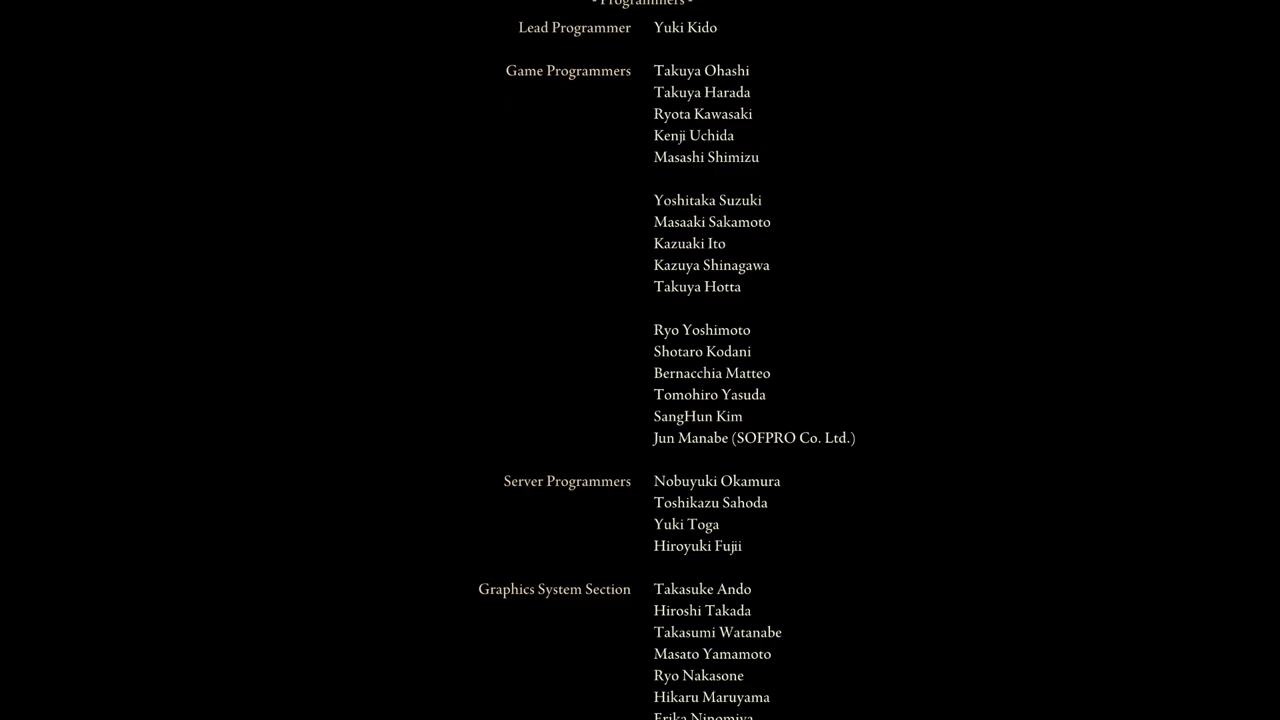 - Programmers -
Lead Programmer Yuki Kido
Game Programmers Takuya Ohashi
Takuya Harada
Ryota Kawasaki
Kenji Uchida
Masashi Shimizu
Yoshitaka Suzuki
Masaaki Sakamoto
Kazuaki Ito
Kazuya Shinagawa
Takuya Hotta
Ryo Yoshimoto
Shotaro Kodani
Bernacchia Matteo
Tomohiro Yasuda
SangHun Kim
Jun Manabe (SOFPRO Co. Ltd.)
Server Programmers Nobuyuki Okamura
Toshikazu Sahoda
Yuki Toga
Hiroyuki Fujii
Graphics System Section Takasuke Ando
Hiroshi Takada
Takasumi Watanabe
Masato Yamamoto
Ryo Nakasone
Hikaru Maruyama
Erika Ninomiya